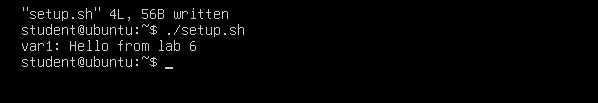 "setup.sh" 4L, 56B written
student@ubuntu:~$ ./setup.sh
var1: Hello from lab 6
student@ubuntu:~$ _